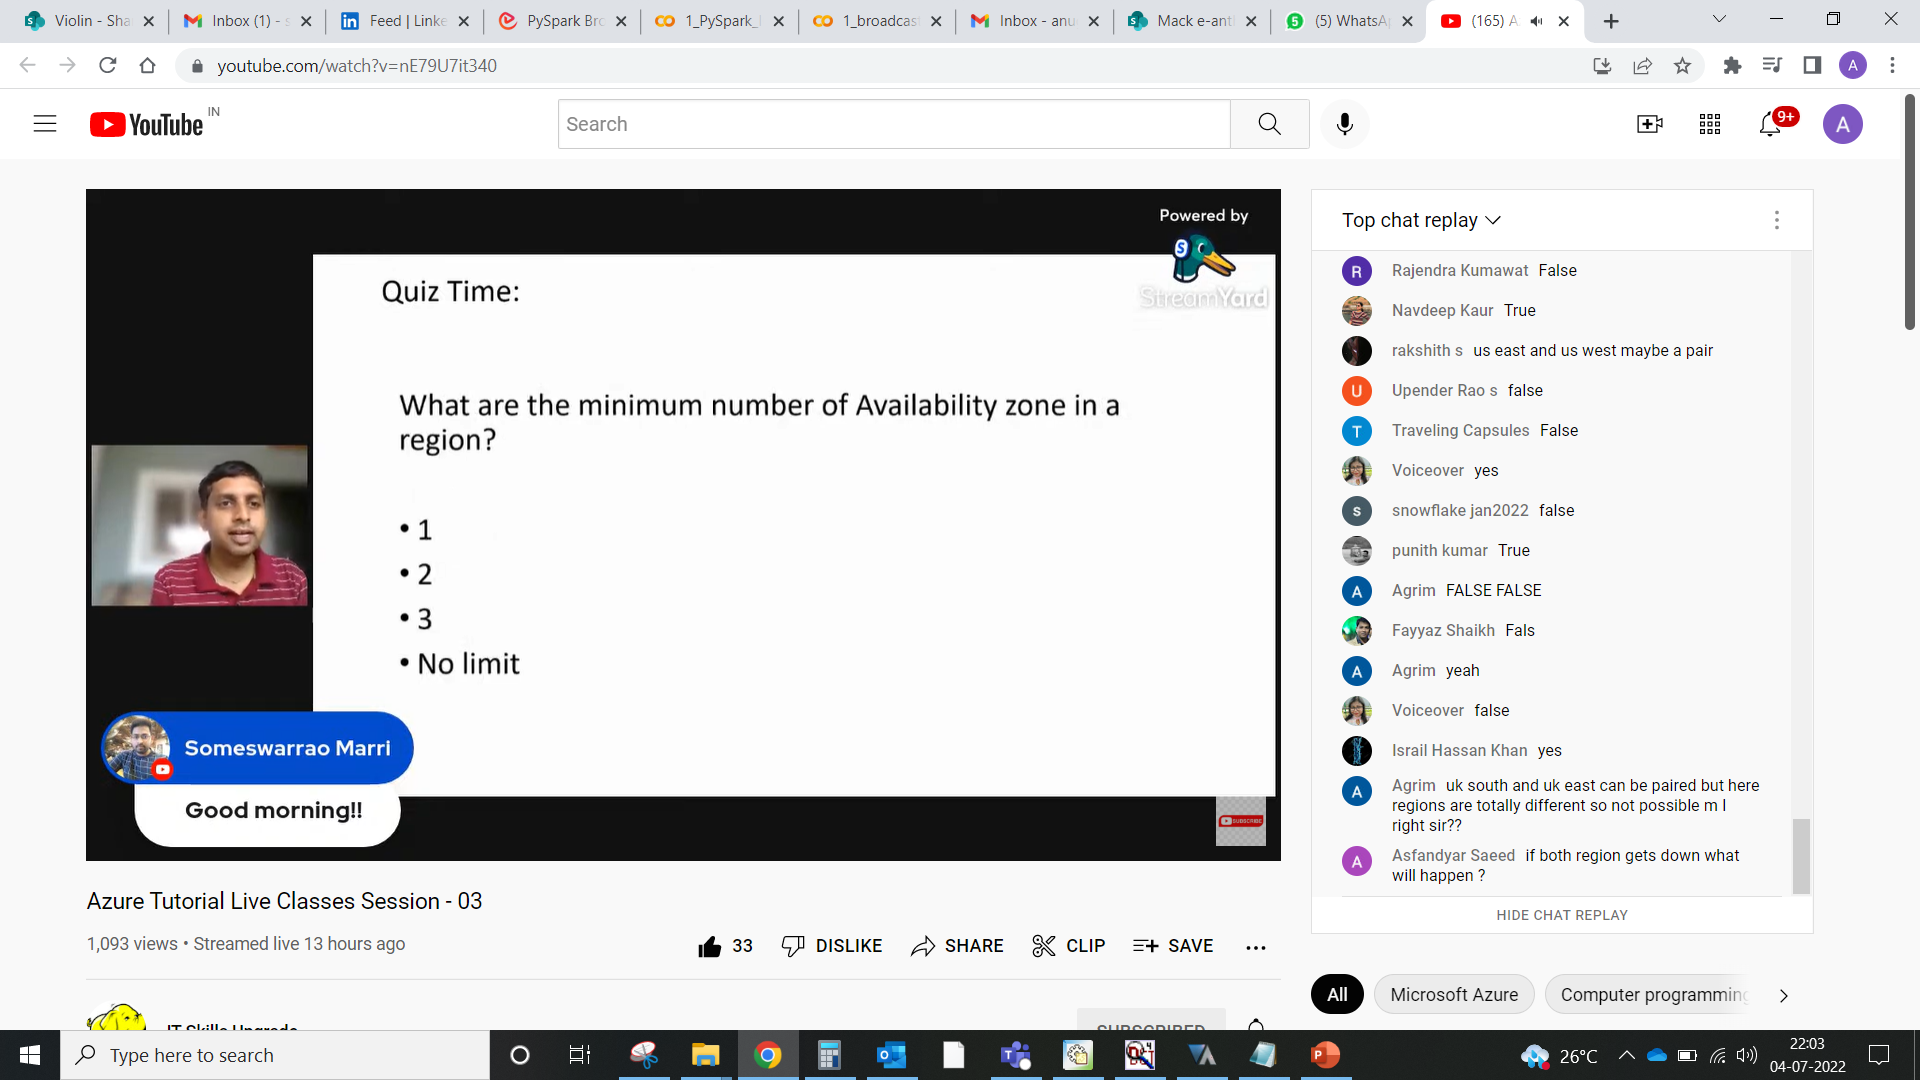 Violin - Sha
Inbox (1) - s
Feed | Linke
PySpark Bro
1_PySpark_
1_broadcas
Inbox - anu
Mack e-anth
(5) WhatsAp
(165) A
youtube.com/watch?v=nE79U7it340
A
YouTube IN
Search
9+
A
Powered by
StreamYard
Quiz Time:
What are the minimum number of Availability zone in a
region?
• 1
• 2
• 3
• No limit
Someswarrao Marri
Good morning!!
SUBSCRIBE
Top chat replay
R Rajendra Kumawat False
Navdeep Kaur True
rakshith s us east and us west maybe a pair
U Upender Rao s false
T Traveling Capsules False
Voiceover yes
s snowflake jan2022 false
punith kumar True
A Agrim FALSE FALSE
Fayyaz Shaikh Fals
A Agrim yeah
Voiceover false
Israil Hassan Khan yes
A Agrim uk south and uk east can be paired but here
regions are totally different so not possible m I
right sir??
A Asfandyar Saeed if both region gets down what
will happen ?
HIDE CHAT REPLAY
Azure Tutorial Live Classes Session - 03
1,093 views • Streamed live 13 hours ago
33 DISLIKE SHARE CLIP SAVE
All Microsoft Azure Computer programming
IT Skills Upgrade
SUBSCRIBED
Type here to search
26°C
22:03
04-07-2022